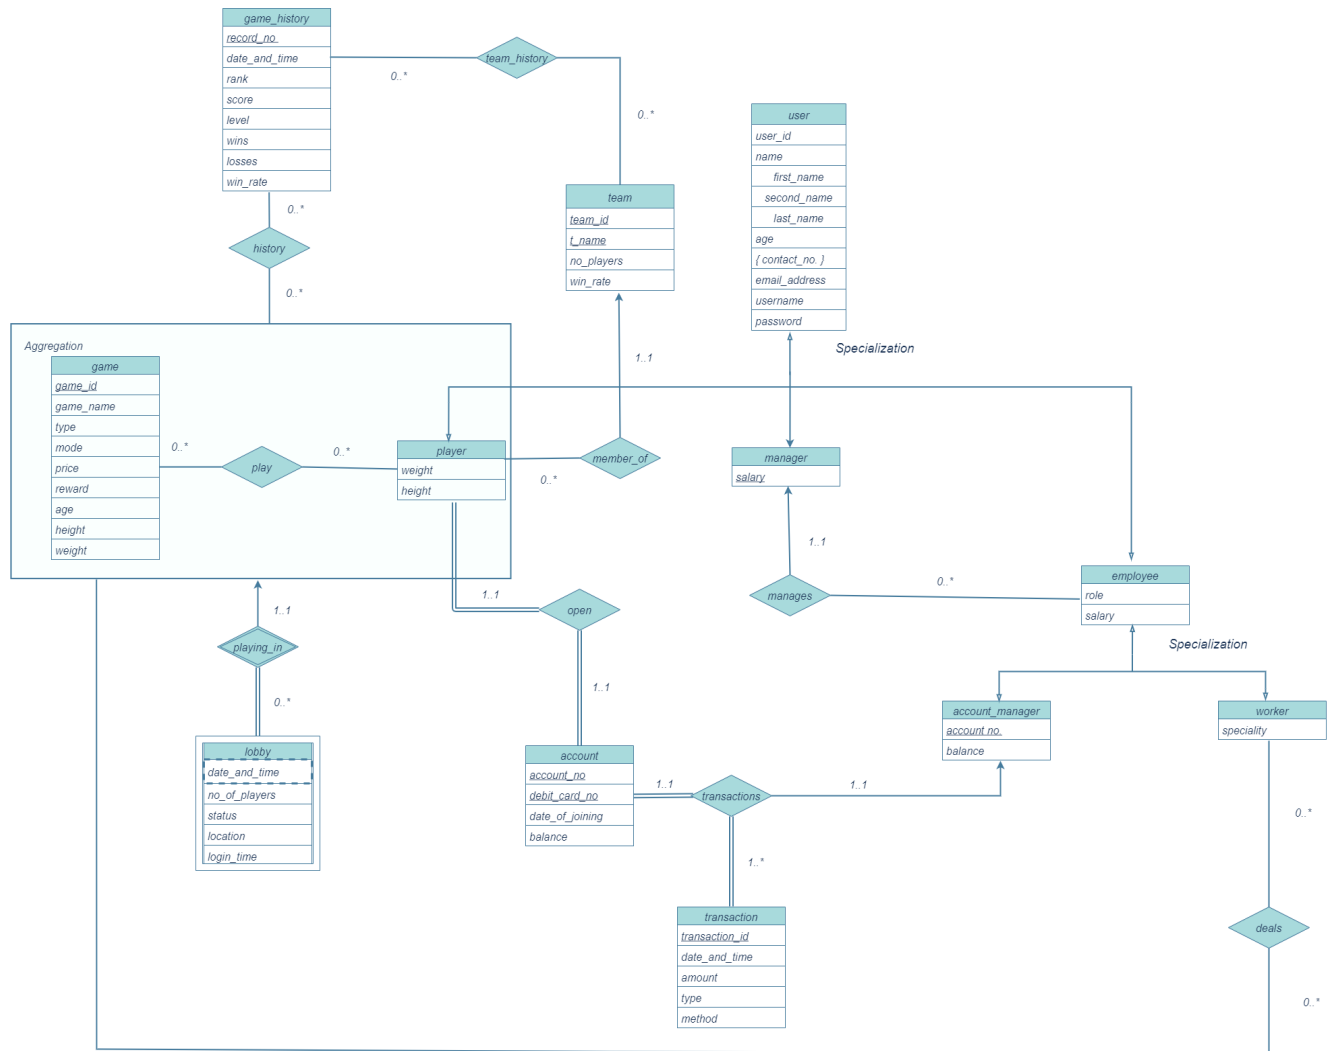 game_history
record_no
date_and_time
rank
score
level
wins
losses
win_rate
team_history
0..*
0..*
user
user_id
name
first_name
second_name
last_name
age
{ contact_no. }
email_address
username
password
team
team_id
t_name
no_players
win_rate
0..*
history
0..*
Specialization
1..1
Aggregation
game
game_id
game_name
type
mode
price
reward
age
height
weight
0..*
play
0..*
player
weight
height
0..*
member_of
manager
salary
1..1
manages
0..*
employee
role
salary
Specialization
1..1
open
1..1
1..1
playing_in
0..*
lobby
date_and_time
no_of_players
status
location
login_time
account
account_no
debit_card_no
date_of_joining
balance
1..1
transactions
1..1
account_manager
account no.
balance
worker
speciality
0..*
1..*
transaction
transaction_id
date_and_time
amount
type
method
deals
0..*